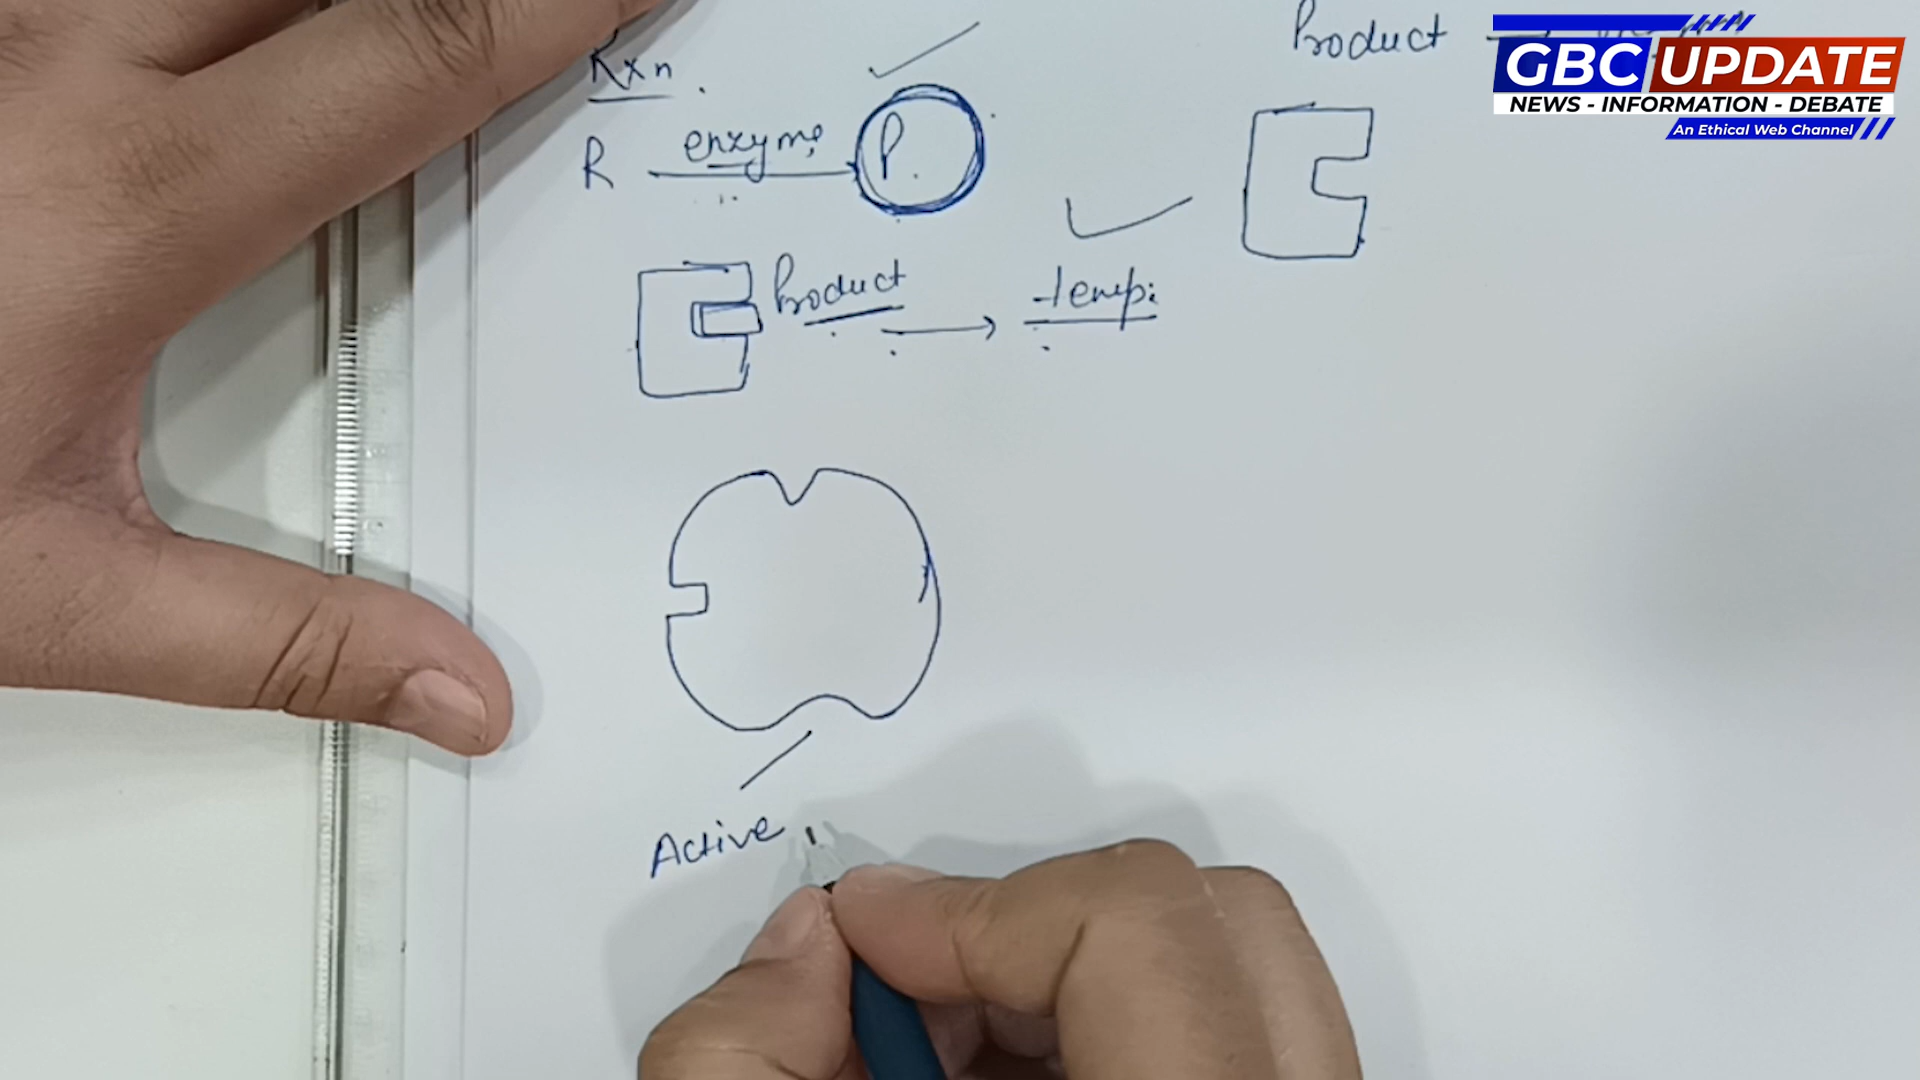 Product →
GBC UPDATE
NEWS - INFORMATION - DEBATE
An Ethical Web Channel
Rxn
R enzyme P.
Product → temp:
Active